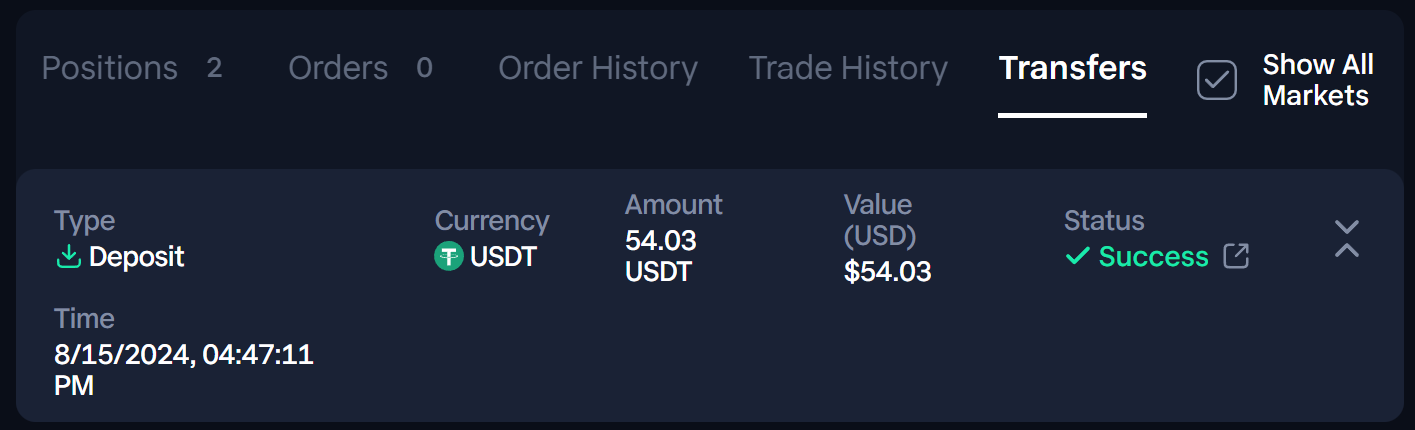 Positions 2 Orders 0 Order History Trade History Transfers Show All
Markets
Type Currency Amount Value
(USD) Status
Deposit USDT 54.03
USDT $54.03 Success
Time
8/15/2024, 04:47:11
PM